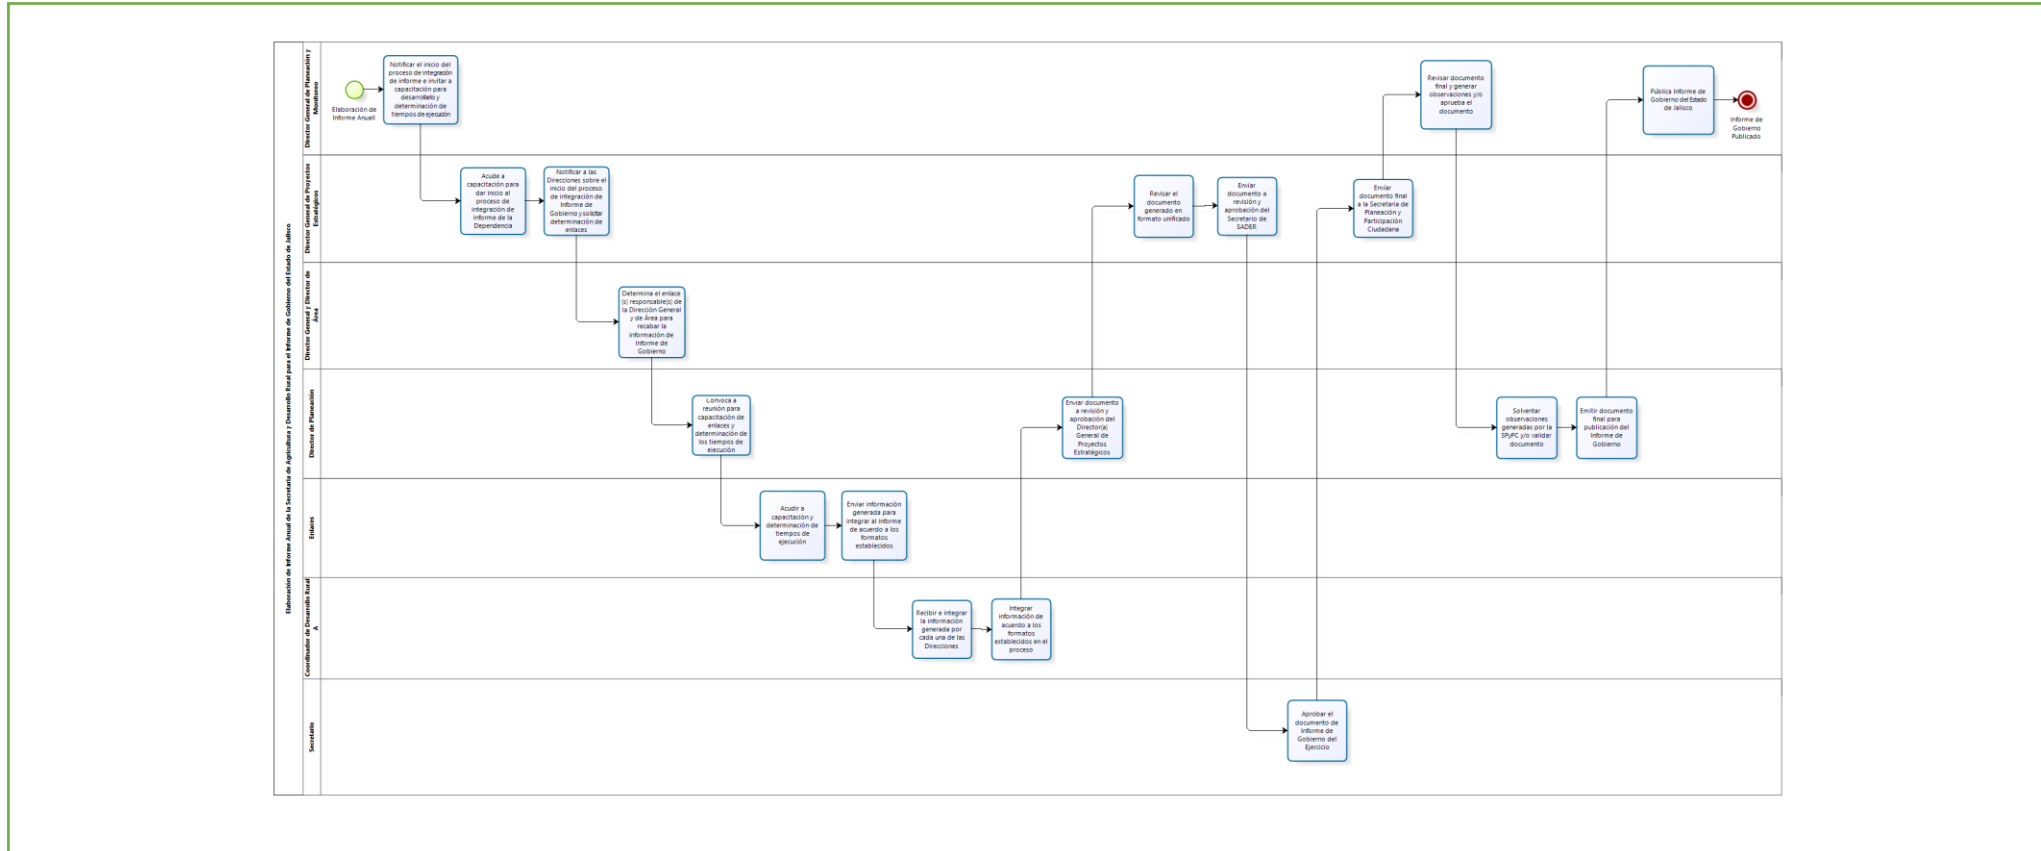 Elaboración de Informe Anual de la Secretaría de Agricultura y Desarrollo Rural para el Informe de Gobierno del Estado de Jalisco
Director General de Planeación y
Monitoreo
Elaboración de
Informe Anuall
Notificar el inicio del
proceso de integración
de informe e invitar a
capacitación para
desarrollarlo y
determinación de
tiempos de ejecución
Revisar documento
final y generar
observaciones y/o
aprueba el
documento
Pública Informe de
Gobierno del Estado
de Jalisco
Informe de
Gobierno
Publicado
Director General de Proyectos
Estratégicos
Acude a
capacitación para
dar inicio al
proceso de
integración de
informe de la
Dependencia
Notificar a las
Direcciones sobre el
inicio del proceso
de integración de
Informe de
Gobierno y solicitar
determinación de
enlaces
Revisar el
documento
generado en
formato unificado
Enviar
documento a
revisión y
aprobación del
Secretario de
SADER
Enviar
documento final
a la Secretaría de
Planeación y
Participación
Ciudadana
Director General y Director de
Área
Determina el enlace
(s) responsable(s) de
la Dirección General
y de Área para
recabar la
información de
Informe de
Gobierno
Director de Planeación
Convoca a
reunión para
capacitación de
enlaces y
determinación de
los tiempos de
ejecución
Enviar documento
a revisión y
aprobación del
Director(a)
General de
Proyectos
Estratégicos
Solventar
observaciones
generadas por la
SPyPC y/o validar
documento
Emitir documento
final para
publicación del
Informe de
Gobierno
Enlaces
Acudir a
capacitación y
determinación de
tiempos de
ejecución
Enviar información
generada para
integrar al informe
de acuerdo a los
formatos
establecidos
Coordinador de Desarrollo Rural
A
Recibir e integrar
la información
generada por
cada una de las
Direcciones
Integrar
información de
acuerdo a los
formatos
establecidos en el
proceso
Secretario
Aprobar el
documento de
Informe de
Gobierno del
Ejercicio